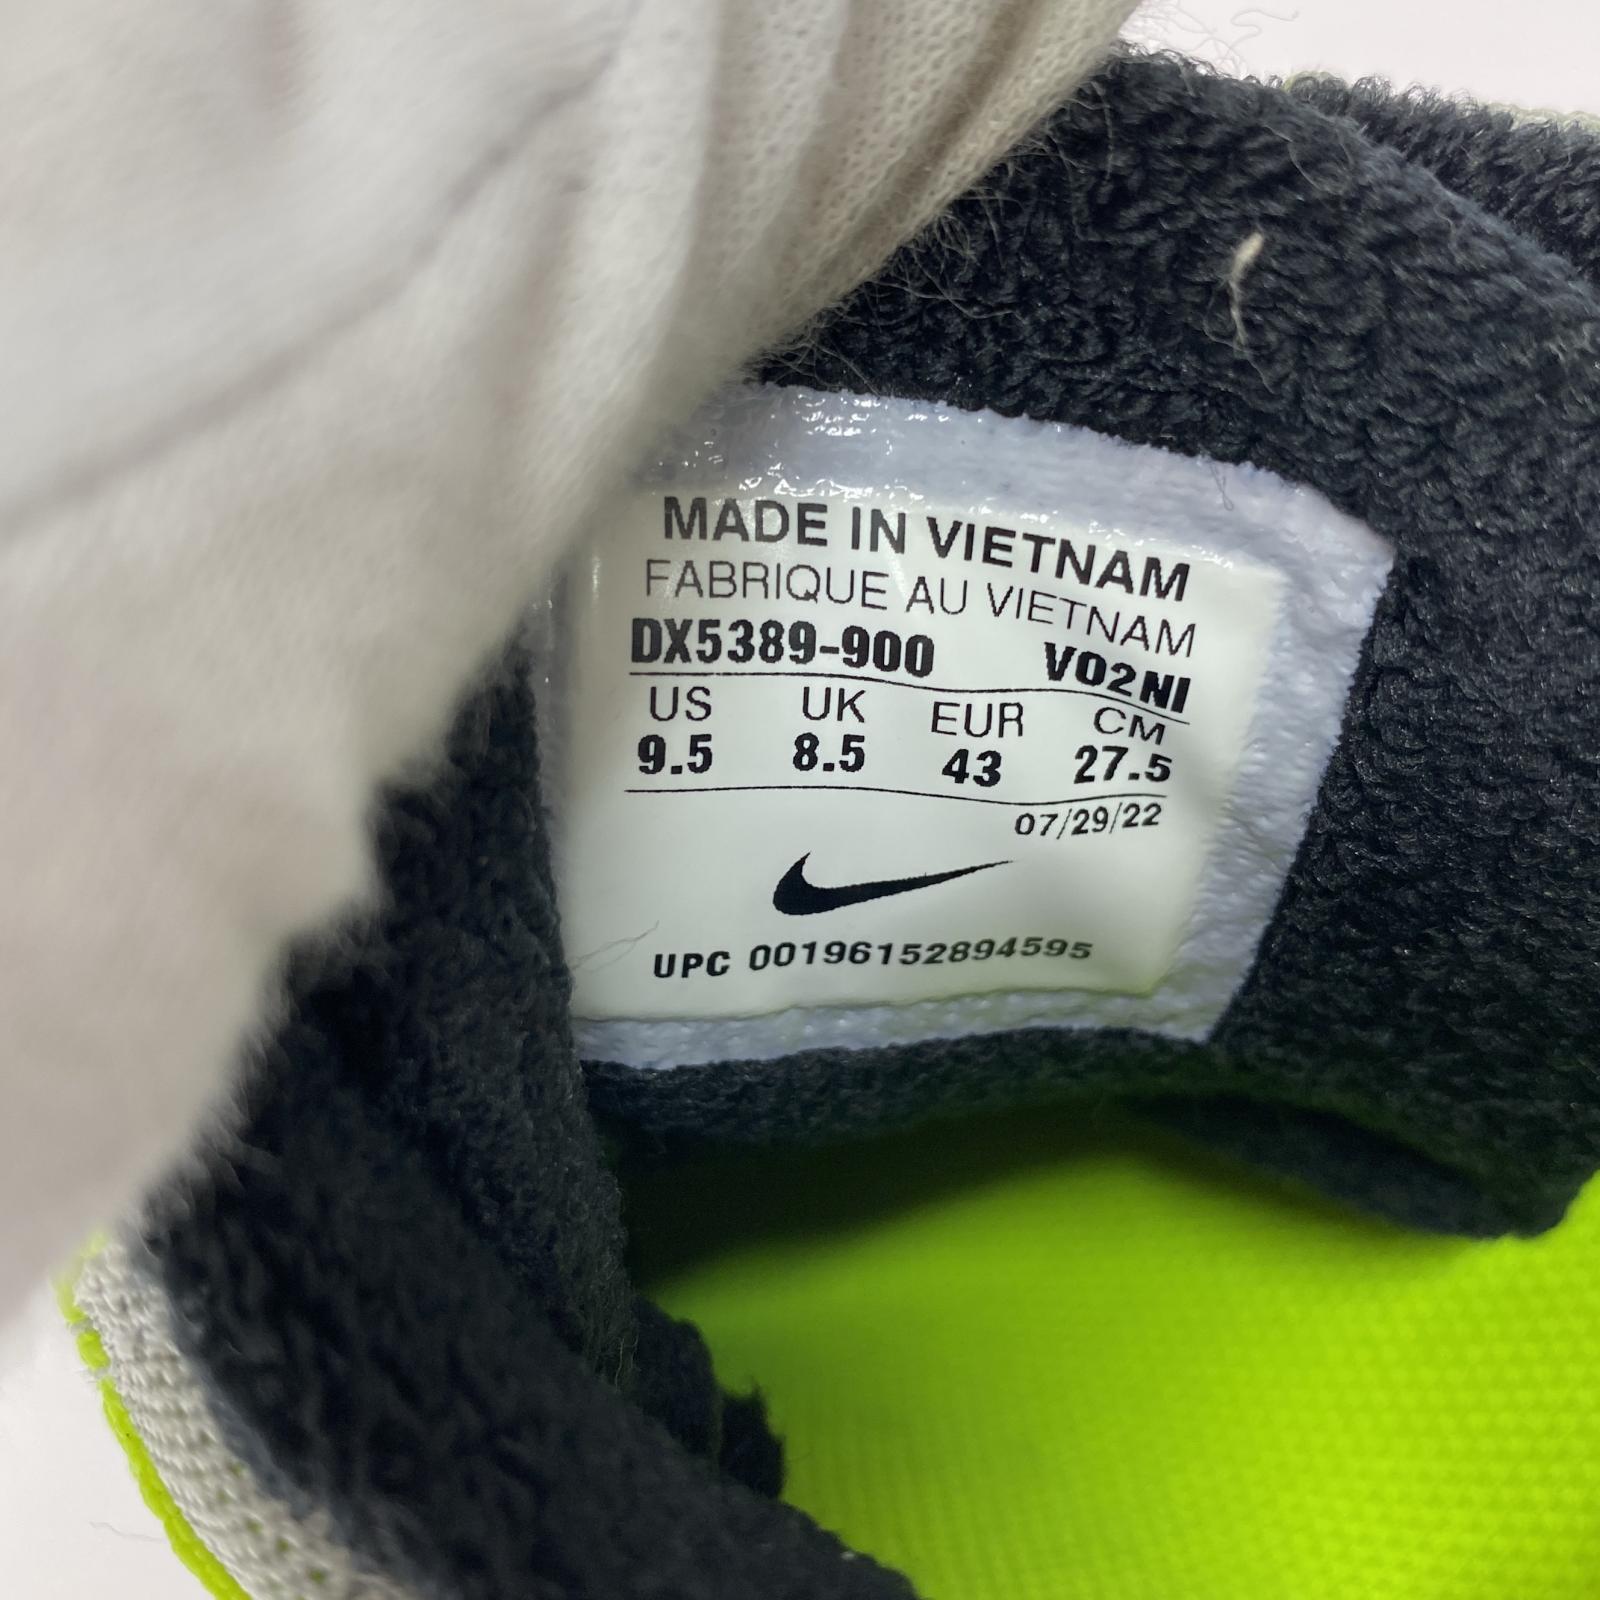 MADE IN VIETNAM
FABRIQUE AU VIETNAM
DX5389-900 V02NI
US UK EUR CM
9.5 8.5 43 27.5
07/29/22
UPC 00196152894595